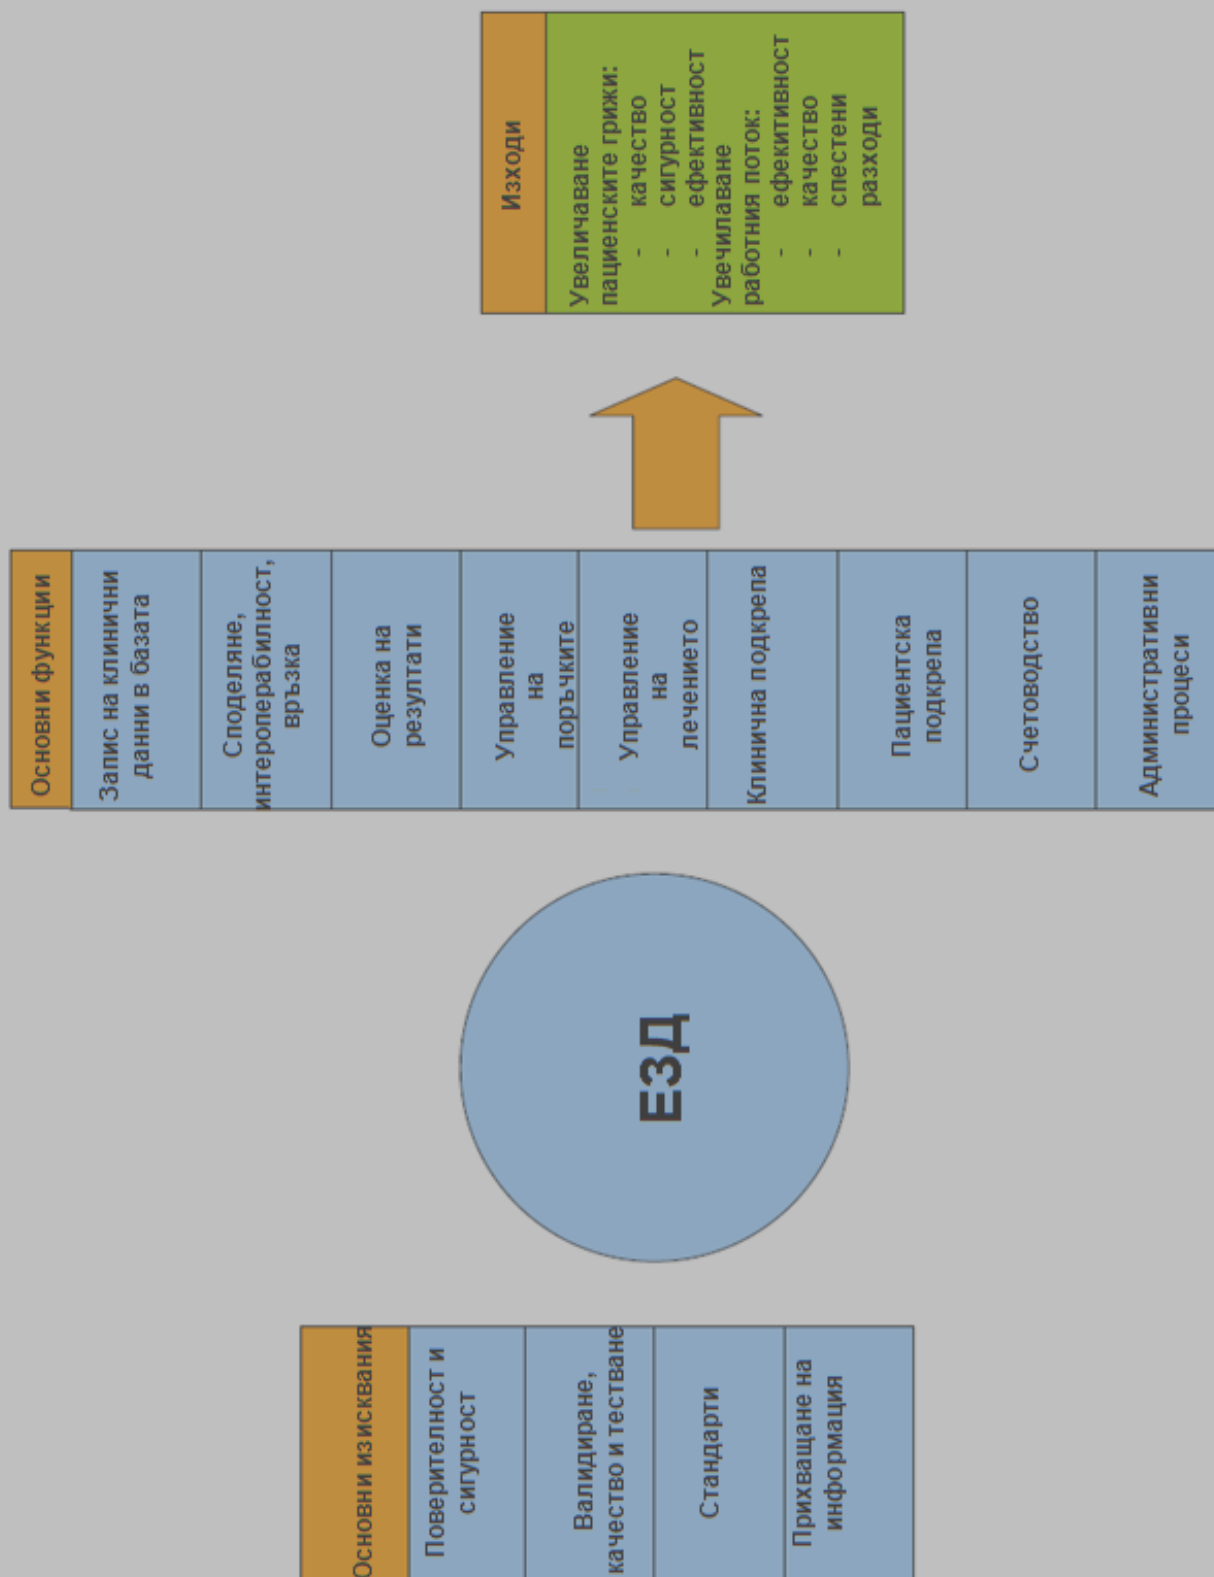 Основни изисквания
Поверителност и
сигурност
Валидиране,
качество и тестване
Стандарти
Прихващане на
информация
ЕЗД
Основни функции
Запис на клинични
данни в базата
Споделяне,
интероперабилност,
връзка
Оценка на
резултати
Управление
на
поръчките
Управление
на
лечението
Клинична подкрепа
Пациентска
подкрепа
Счетоводство
Административни
процеси
Изходи
Увеличаване
пациенските грижи:
- качество
- сигурност
- ефективност
Увечилаване
работния поток:
- ефекитивност
- качество
- спестени
разходи